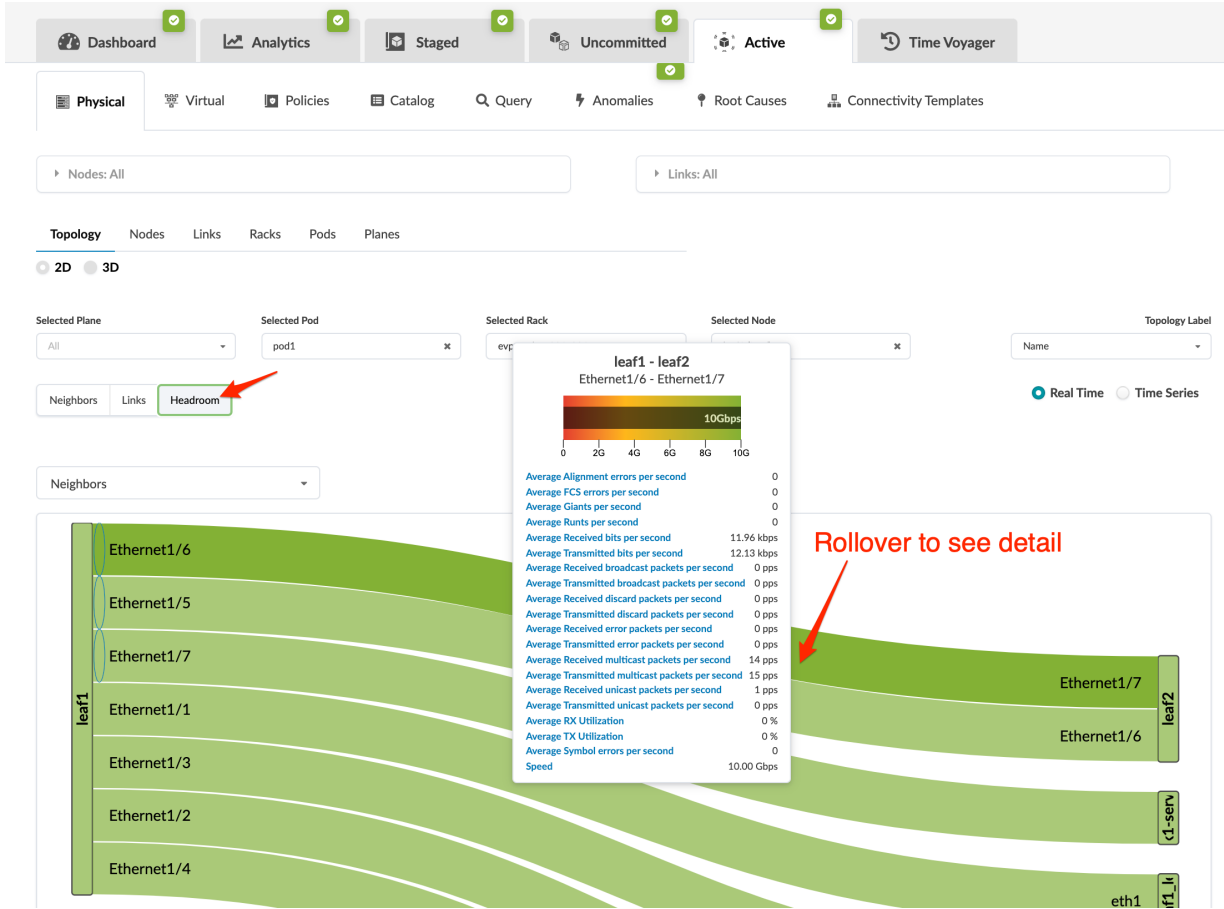 Dashboard
Analytics
Staged
Uncommitted
Active
Time Voyager
Physical
Virtual
Policies
Catalog
Query
Anomalies
Root Causes
Connectivity Templates
Nodes: All
Links: All
Topology
Nodes
Links
Racks
Pods
Planes
2D
3D
Selected Plane
Selected Pod
Selected Rack
Selected Node
Topology Label
All
pod1
evp
Name
Neighbors
Links
Headroom
Real Time
Time Series
leaf1 - leaf2
Ethernet1/6 - Ethernet1/7
10Gbps
0 2G 4G 6G 8G 10G
Average Alignment errors per second 0
Average FCS errors per second 0
Average Giants per second 0
Average Runts per second 0
Average Received bits per second 11.96 kbps
Average Transmitted bits per second 12.13 kbps
Average Received broadcast packets per second 0 pps
Average Transmitted broadcast packets per second 0 pps
Average Received discard packets per second 0 pps
Average Transmitted discard packets per second 0 pps
Average Received error packets per second 0 pps
Average Transmitted error packets per second 0 pps
Average Received multicast packets per second 14 pps
Average Transmitted multicast packets per second 15 pps
Average Received unicast packets per second 1 pps
Average Transmitted unicast packets per second 0 pps
Average RX Utilization 0 %
Average TX Utilization 0 %
Average Symbol errors per second 0
Speed 10.00 Gbps
Neighbors
Rollover to see detail
leaf1
Ethernet1/6
Ethernet1/5
Ethernet1/7
Ethernet1/1
Ethernet1/3
Ethernet1/2
Ethernet1/4
Ethernet1/7
Ethernet1/6
leaf2
c1-serv
eth1